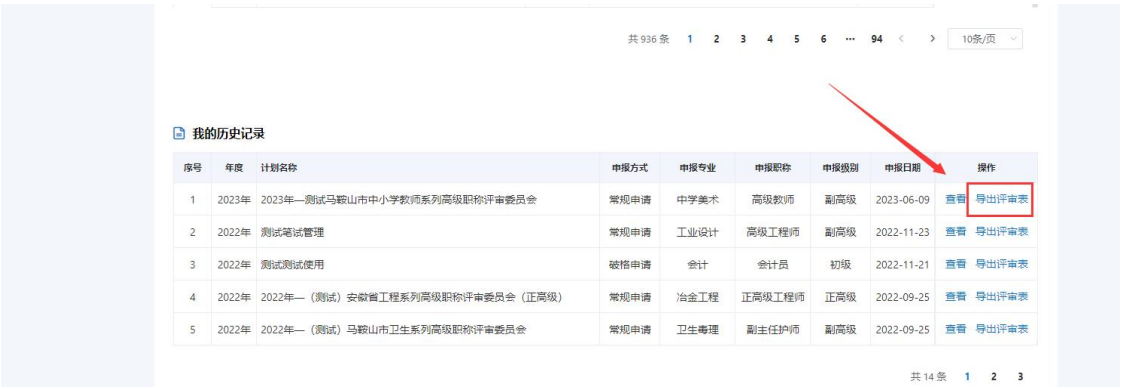 共 936 条 1 2 3 4 5 6 ... 94 < > 10条/页
我的历史记录
序号 年度 计划名称 申报方式 申报专业 申报职称 申报级别 申报日期 操作
1 2023年 2023年—测试马鞍山市中小学教师系列高级职称评审委员会 常规申请 中学美术 高级教师 副高级 2023-06-09 查看 导出评审表
2 2022年 测试笔试管理 常规申请 工业设计 高级工程师 副高级 2022-11-23 查看 导出评审表
3 2022年 测试测试使用 破格申请 会计 会计员 初级 2022-11-21 查看 导出评审表
4 2022年 2022年—（测试）安徽省工程系列高级职称评审委员会（正高级） 常规申请 冶金工程 正高级工程师 正高级 2022-09-25 查看 导出评审表
5 2022年 2022年—（测试）马鞍山市卫生系列高级职称评审委员会 常规申请 卫生毒理 副主任护师 副高级 2022-09-25 查看 导出评审表
共 14 条 1 2 3